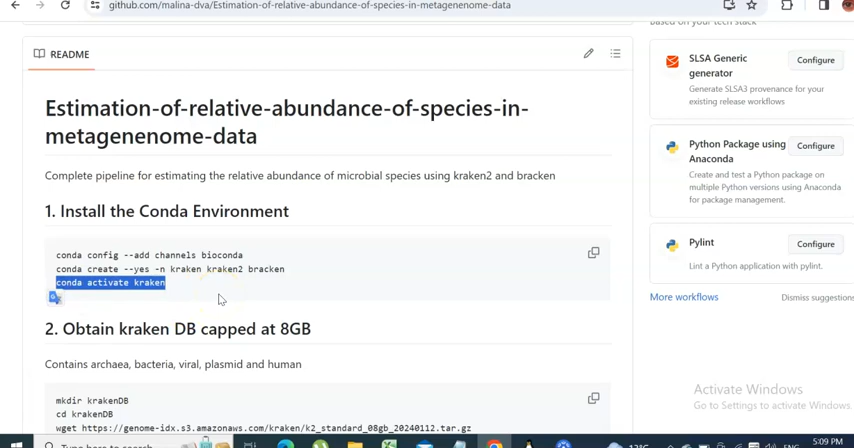 github.com/malina-dva/Estimation-of-relative-abundance-of-species-in-metagenenome-data
based on your tech stack
README
SLSA Generic generator
Configure
Generate SLSA3 provenance for your existing release workflows
Estimation-of-relative-abundance-of-species-in-
metagenenome-data
Complete pipeline for estimating the relative abundance of microbial species using kraken2 and bracken
Python Package using Anaconda
Configure
Create and test a Python package on multiple Python versions using Anaconda for package management.
1. Install the Conda Environment
conda config --add channels bioconda
conda create --yes -n kraken kraken2 bracken
conda activate kraken
Pylint
Configure
Lint a Python application with pylint.
More workflows
Dismiss suggestions
2. Obtain kraken DB capped at 8GB
Contains archaea, bacteria, viral, plasmid and human
mkdir krakenDB
cd krakenDB
wget https://genome-idx.s3.amazonaws.com/kraken/k2_standard_08gb_20240112.tar.gz
Activate Windows
Go to Settings to activate Windows.
Type here to search
12°C
5:09 PM